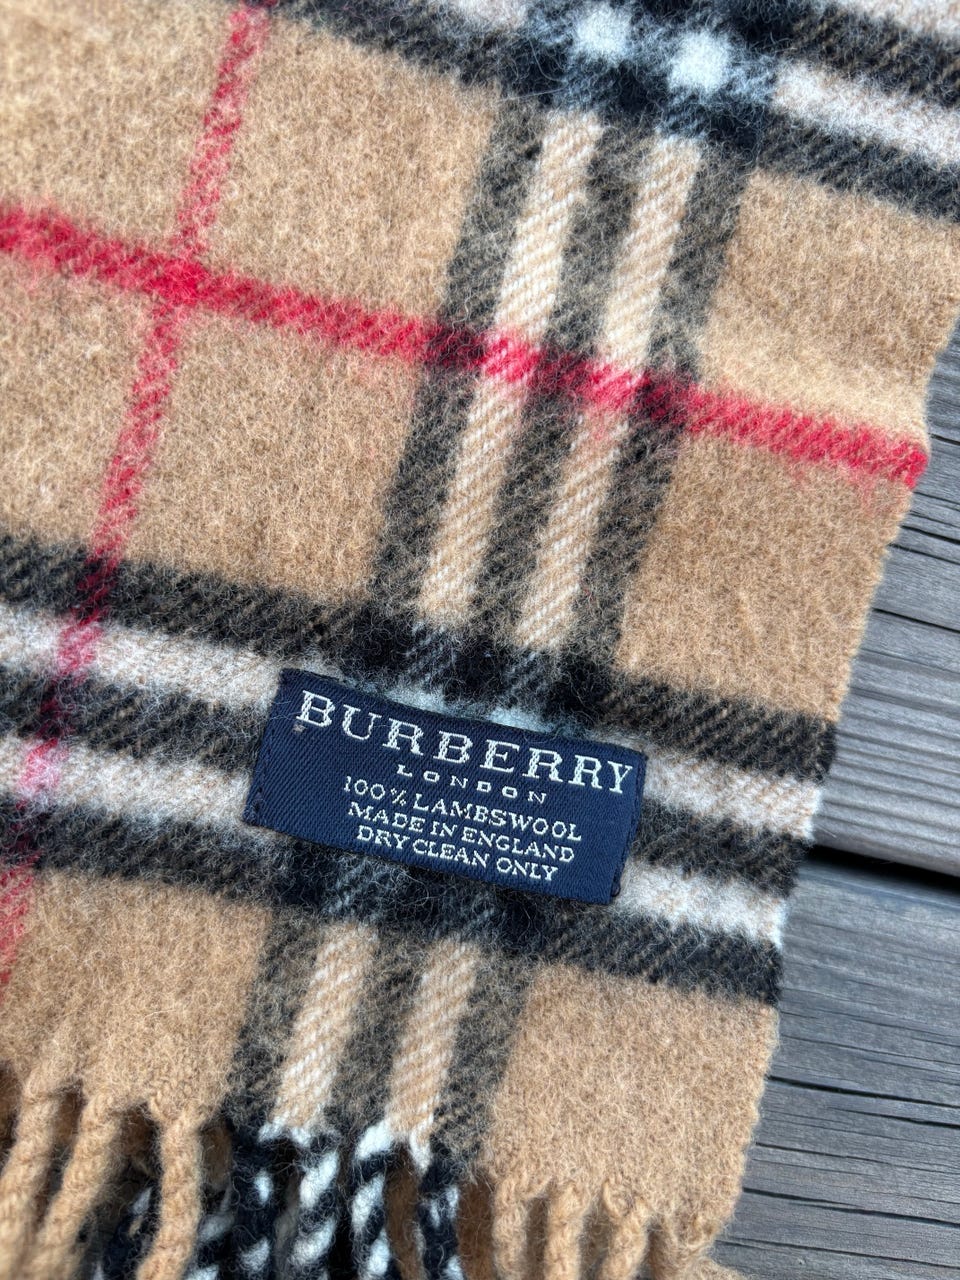 BURBERRY
LONDON
100% LAMBSWOOL
MADE IN ENGLAND
DRY CLEAN ONLY